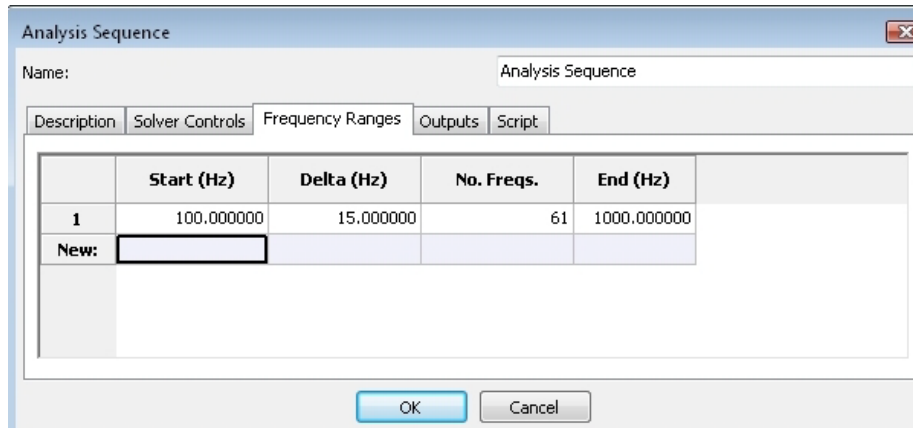 Analysis Sequence
Name: Analysis Sequence
Description Solver Controls Frequency Ranges Outputs Script
Start (Hz) Delta (Hz) No. Freqs. End (Hz)
1 100.000000 15.000000 61 1000.000000
New:
OK Cancel